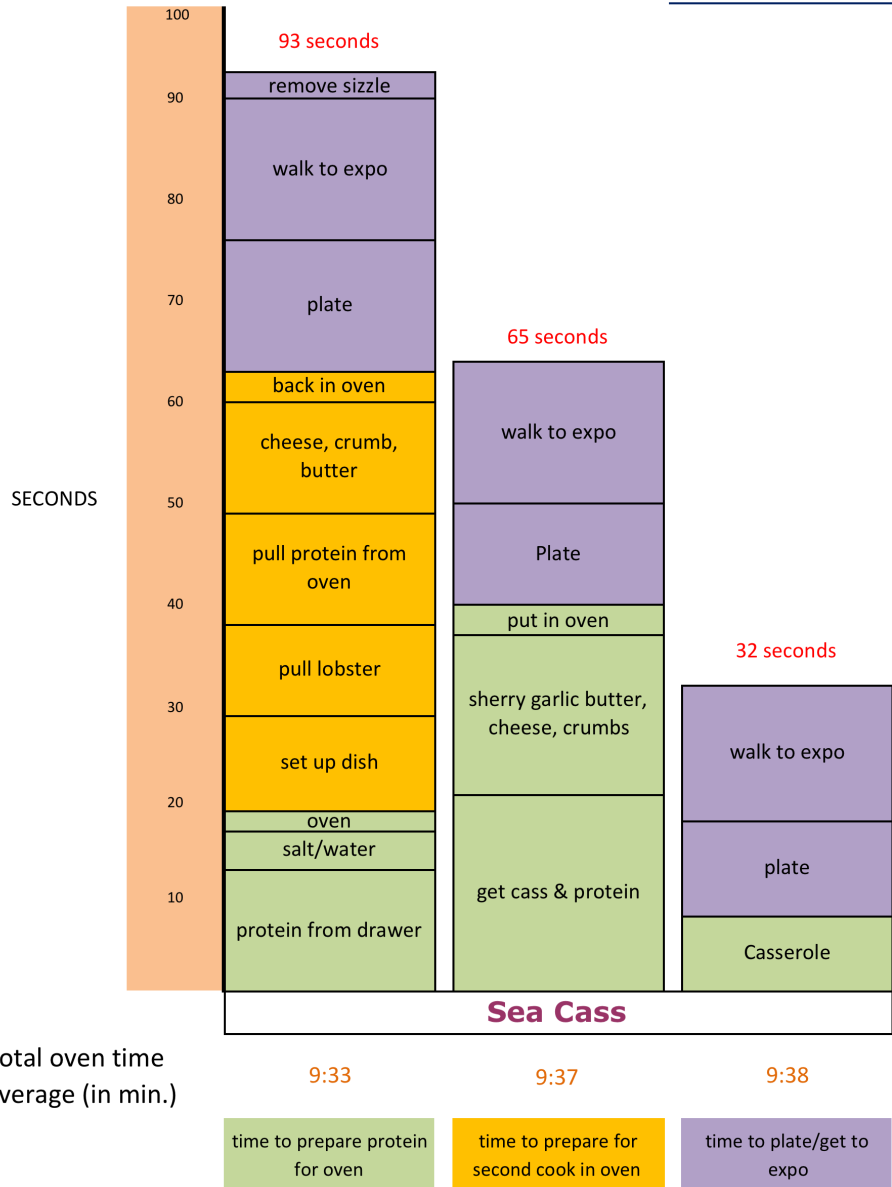 100
93 seconds
remove sizzle
90
walk to expo
80
70
plate
65 seconds
back in oven
60
cheese, crumb,
butter
walk to expo
SECONDS
50
pull protein from
oven
Plate
40
put in oven
32 seconds
pull lobster
sherry garlic butter,
cheese, crumbs
30
walk to expo
set up dish
20
oven
salt/water
plate
10
get cass & protein
protein from drawer
Casserole
Sea Cass
otal oven time
verage (in min.)
9:33
9:37
9:38
time to prepare protein
for oven
time to prepare for
second cook in oven
time to plate/get to
expo